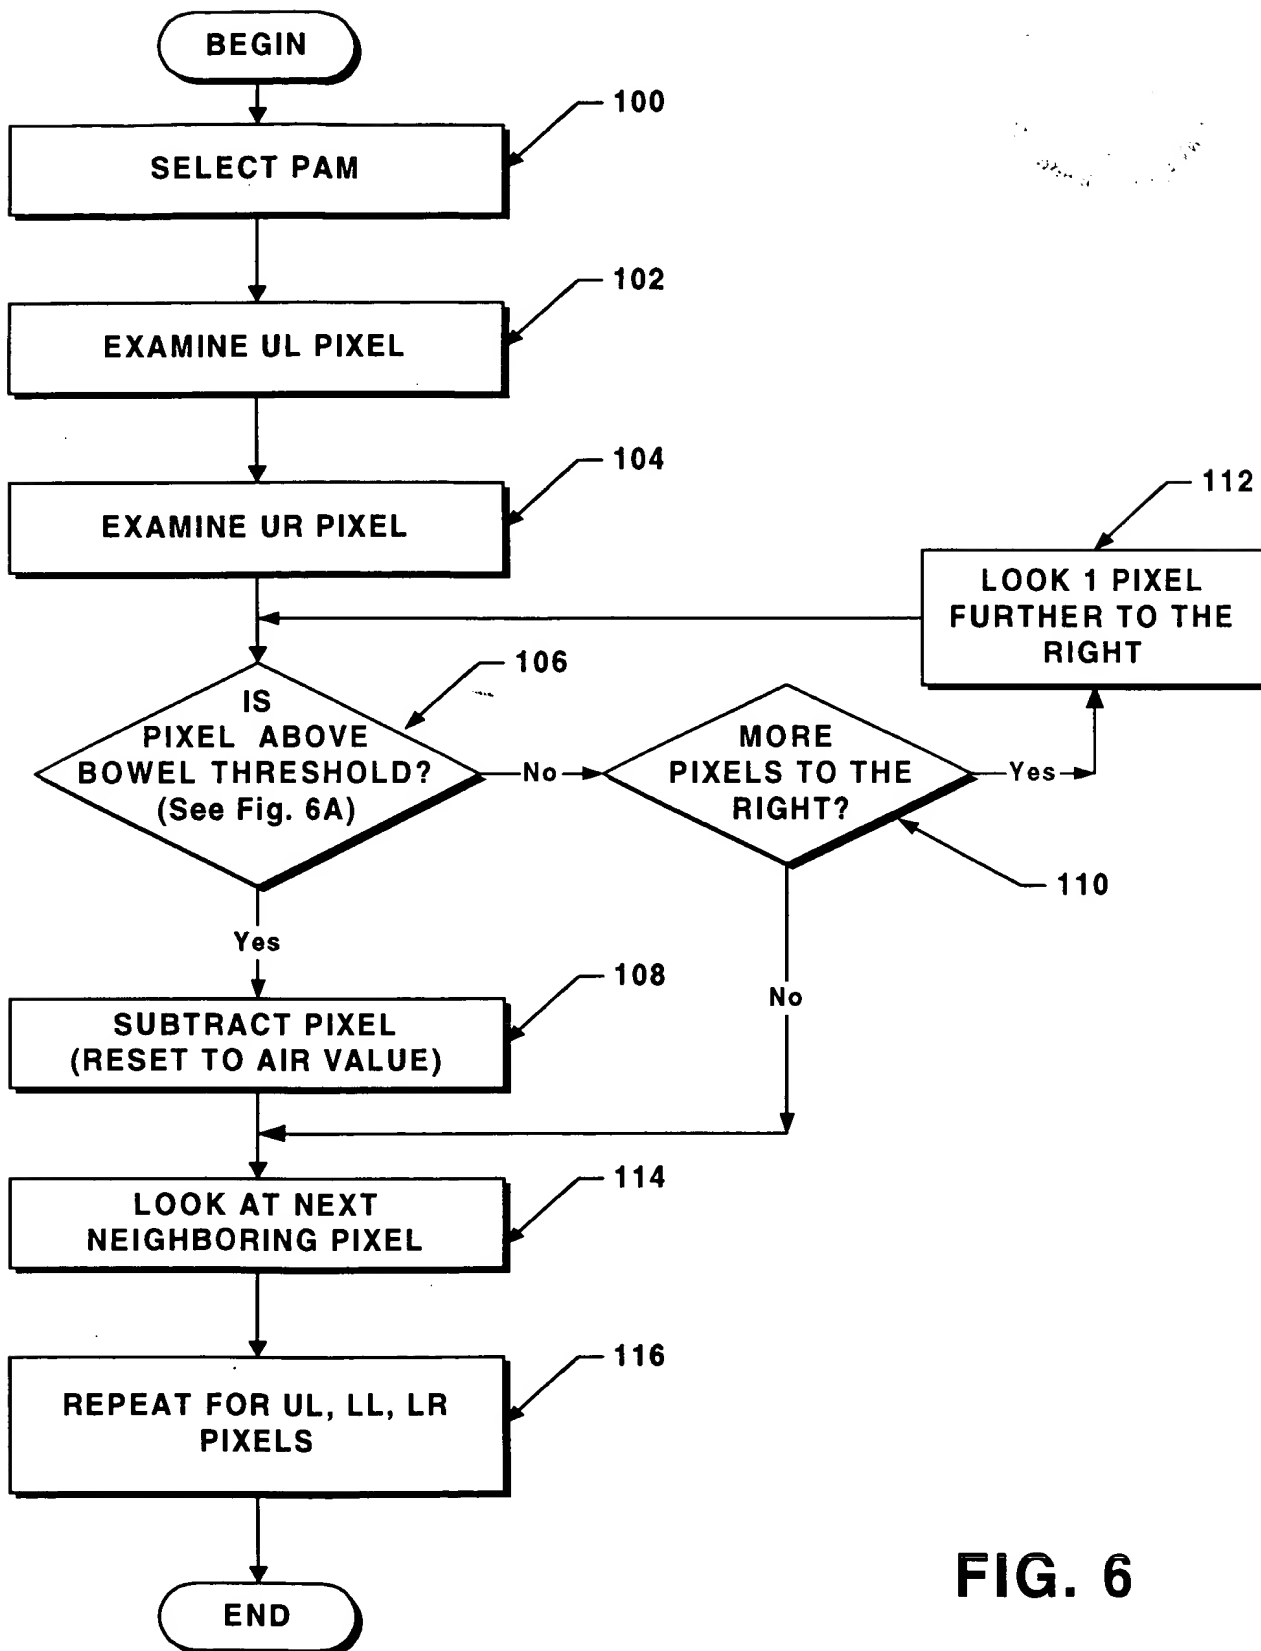 BEGIN
100
SELECT PAM
102
EXAMINE UL PIXEL
104
EXAMINE UR PIXEL
112
LOOK 1 PIXEL
FURTHER TO THE
RIGHT
106
IS
PIXEL ABOVE
BOWEL THRESHOLD?
(See Fig. 6A)
No
MORE
PIXELS TO THE
RIGHT?
Yes
110
Yes
No
108
SUBTRACT PIXEL
(RESET TO AIR VALUE)
114
LOOK AT NEXT
NEIGHBORING PIXEL
116
REPEAT FOR UL, LL, LR
PIXELS
END
FIG. 6